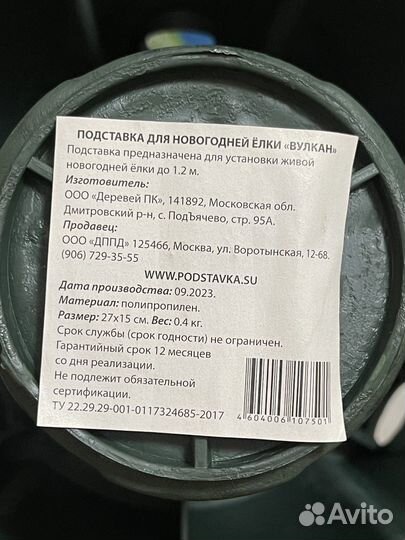 ПОДСТАВКА ДЛЯ НОВОГОДНЕЙ ЁЛКИ «ВУЛКАН»
Подставка предназначена для установки живой
новогодней ёлки до 1.2 м.
Изготовитель:
ООО «Деревей ПК», 141892, Московская обл.
Дмитровский р-н, с. ПодЪячево, стр. 95А.
Продавец:
ООО «ДППД» 125466, Москва, ул. Воротынская, 12-68.
(906) 729-35-55
WWW.PODSTAVKA.SU
Дата производства: 09.2023.
Материал: полипропилен.
Размер: 27х15 см. Вес: 0.4 кг.
Срок службы (срок годности) не ограничен.
Гарантийный срок 12 месяцев
со дня реализации.
Не подлежит обязательной
сертификации.
ТУ 22.29.29-001-0117324685-2017
4 604006 107501
Avito